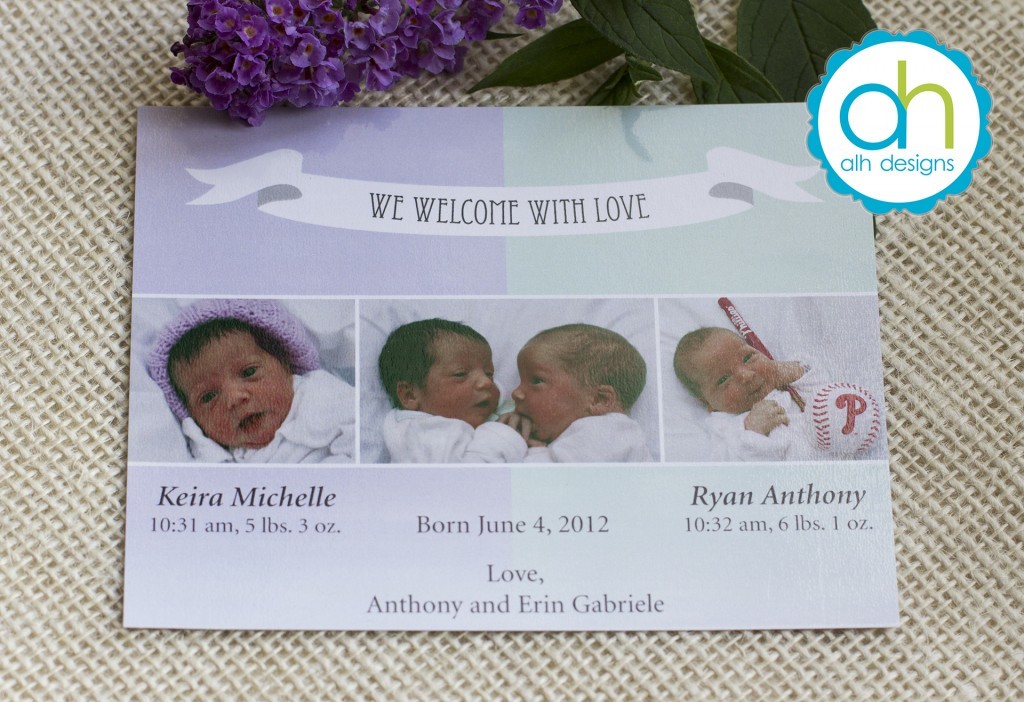 ah
alh designs
WE WELCOME WITH LOVE
P
Keira Michelle
10:31 am, 5 lbs. 3 oz.
Born June 4, 2012
Ryan Anthony
10:32 am, 6 lbs. 1 oz.
Love,
Anthony and Erin Gabriele